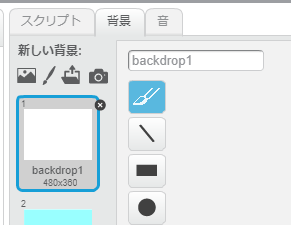 スクリプト 背景 音
新しい背景:
backdrop1
1
backdrop1
480x360
2